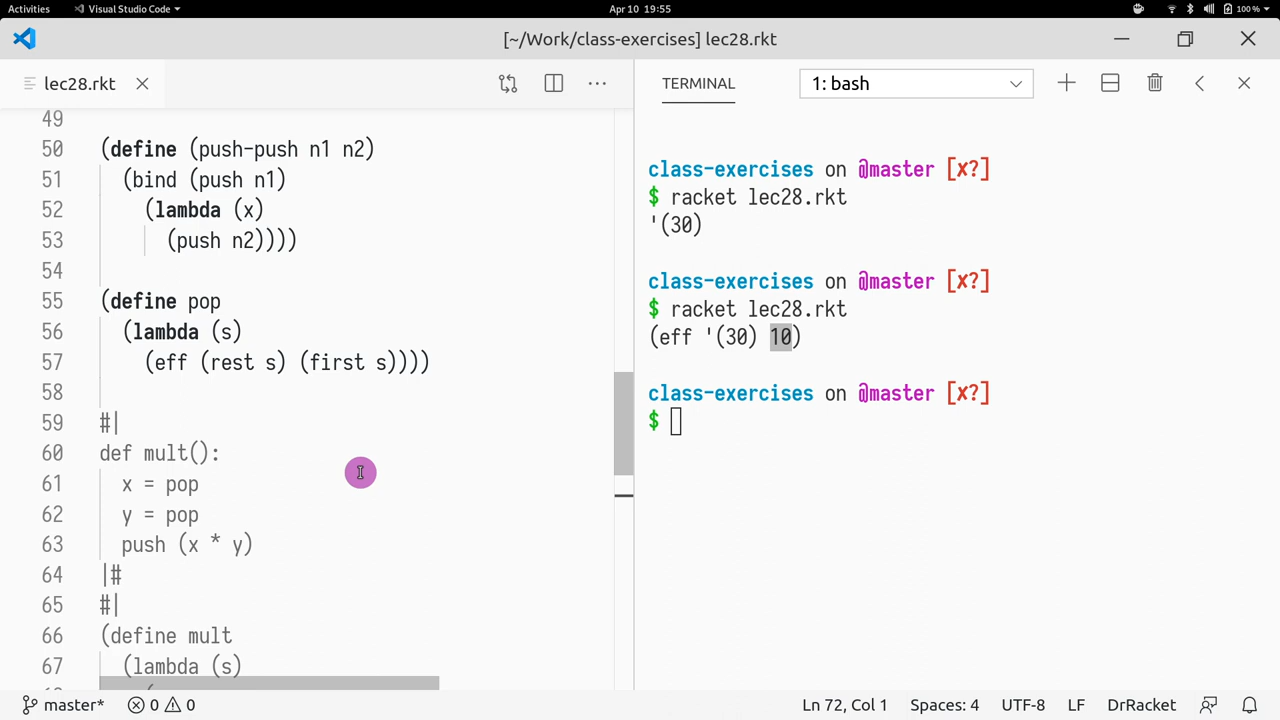 Activities Visual Studio Code Apr 10 19:55 100 %
[~/Work/class-exercises] lec28.rkt
lec28.rkt
TERMINAL 1: bash
49
50 (define (push-push n1 n2)
51 (bind (push n1)
52 (lambda (x)
53 (push n2))))
54
55 (define pop
56 (lambda (s)
57 (eff (rest s) (first s))))
58
59 #|
60 def mult():
61 x = pop
62 y = pop
63 push (x * y)
64 |#
65 #|
66 (define mult
67 (lambda (s)
class-exercises on @master [x?]
$ racket lec28.rkt
'(30)
class-exercises on @master [x?]
$ racket lec28.rkt
(eff '(30) 10)
class-exercises on @master [x?]
$
master* 0 0 Ln 72, Col 1 Spaces: 4 UTF-8 LF DrRacket